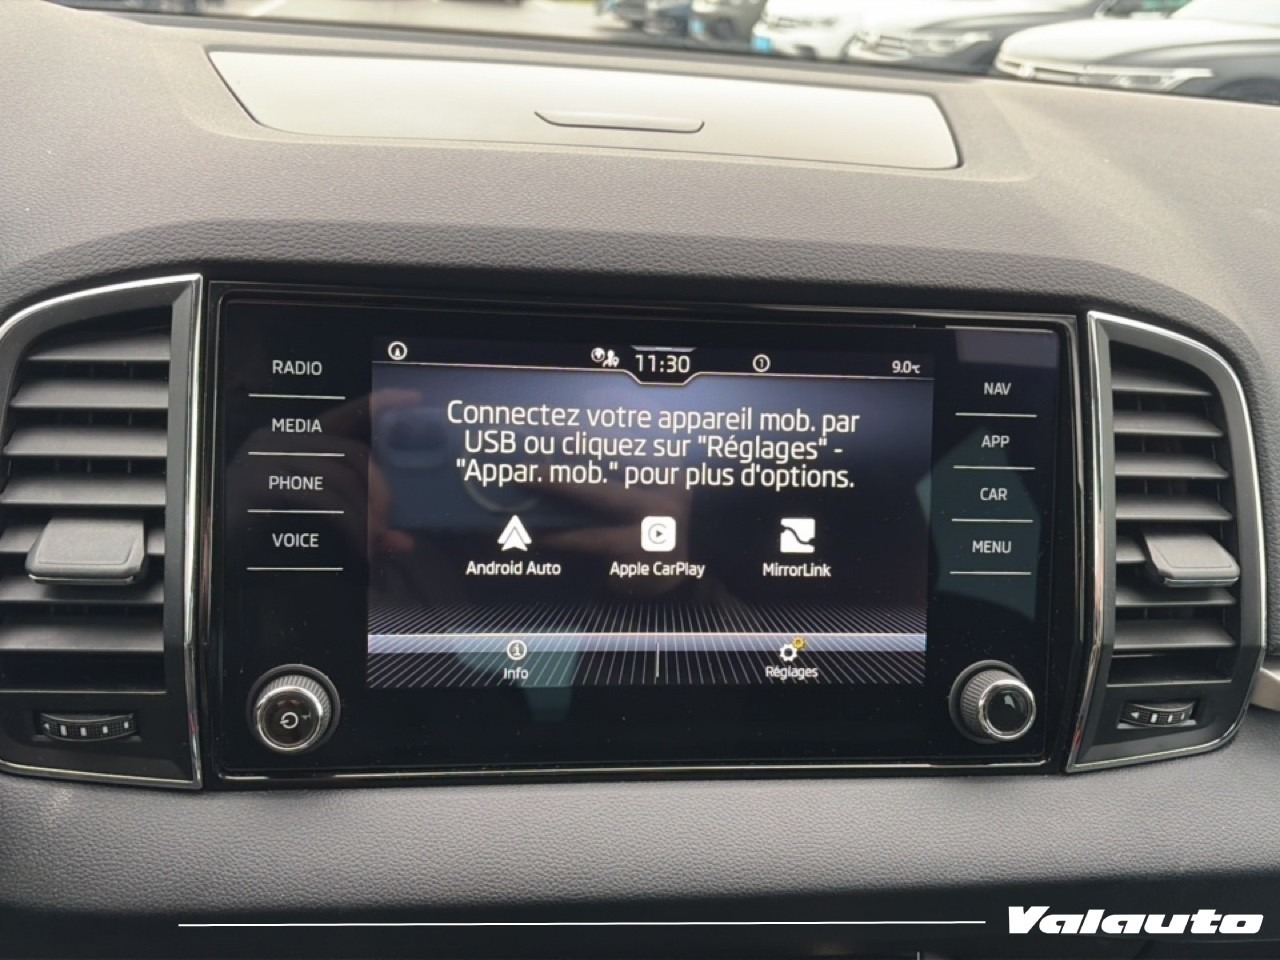 RADIO
MEDIA
PHONE
VOICE
11:30
1
9.0°C
Connectez votre appareil mob. par
USB ou cliquez sur "Réglages" -
"Appar. mob." pour plus d'options.
Android Auto
Apple CarPlay
MirrorLink
Info
Réglages
NAV
APP
CAR
MENU
Valauto